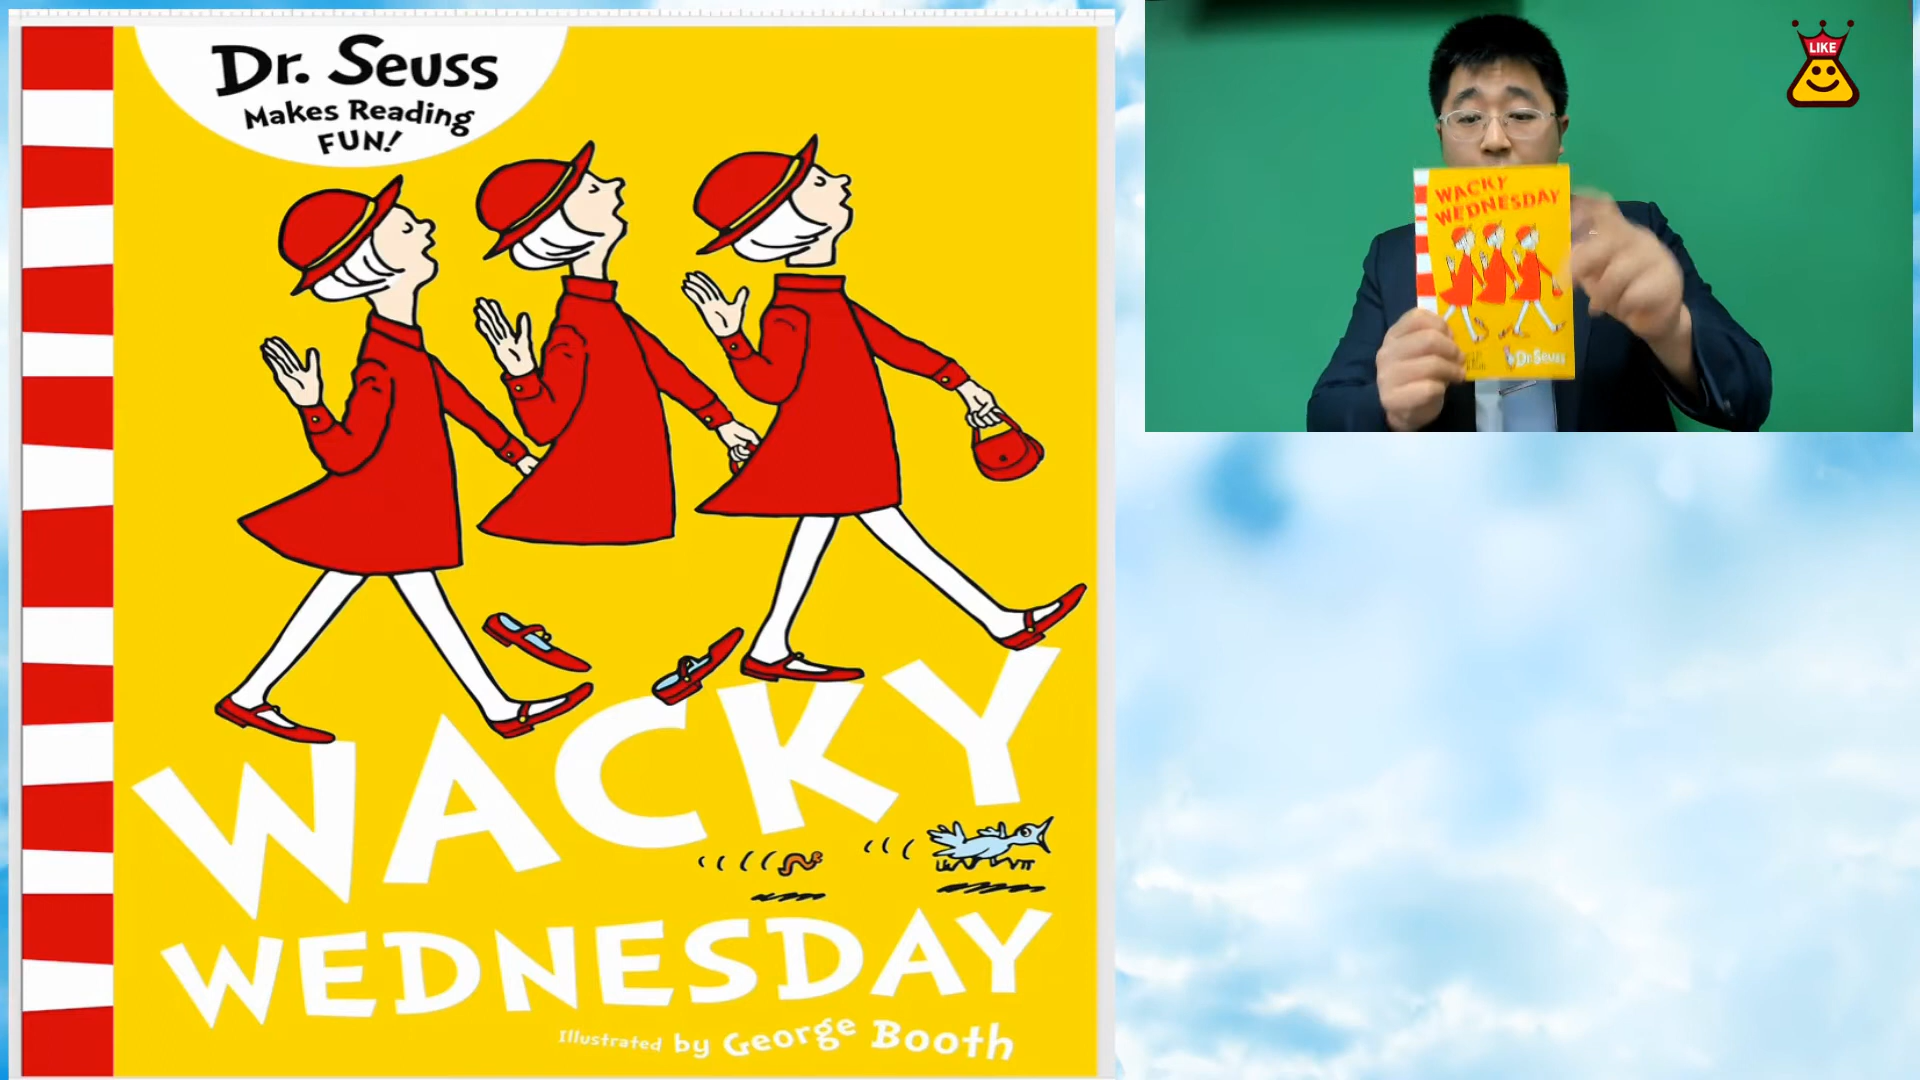 Dr. Seuss
Makes Reading
FUN!
WACKY
WEDNESDAY
Illustrated by George Booth
LIKE
WACKY
WEDNESDAY
Dr. Seuss